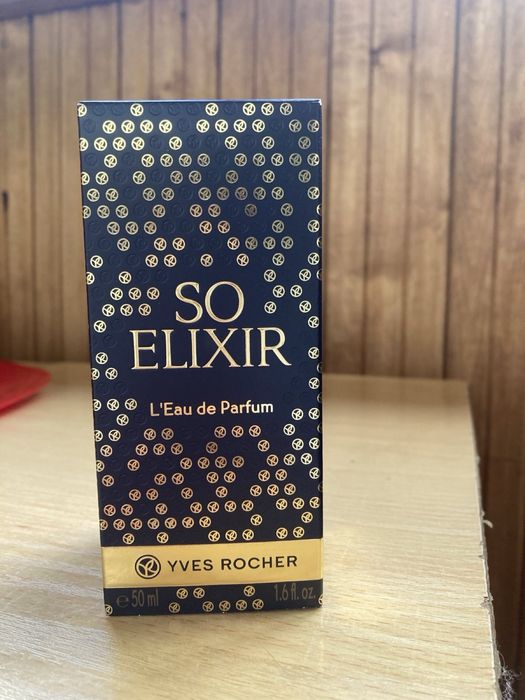 SO
ELIXIR
L'Eau de Parfum
YVES ROCHER
℮ 50 ml 1.6 fl. oz.